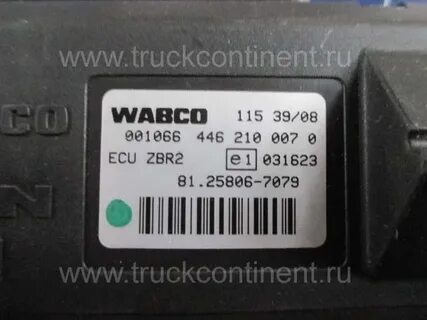 www.truckcontinent.ru
WABCO 115 39/08
001066 446 210 007 0
ECU ZBR2 e1 031623
81.25806-7079
CO
N
www.truckcontinent.ru